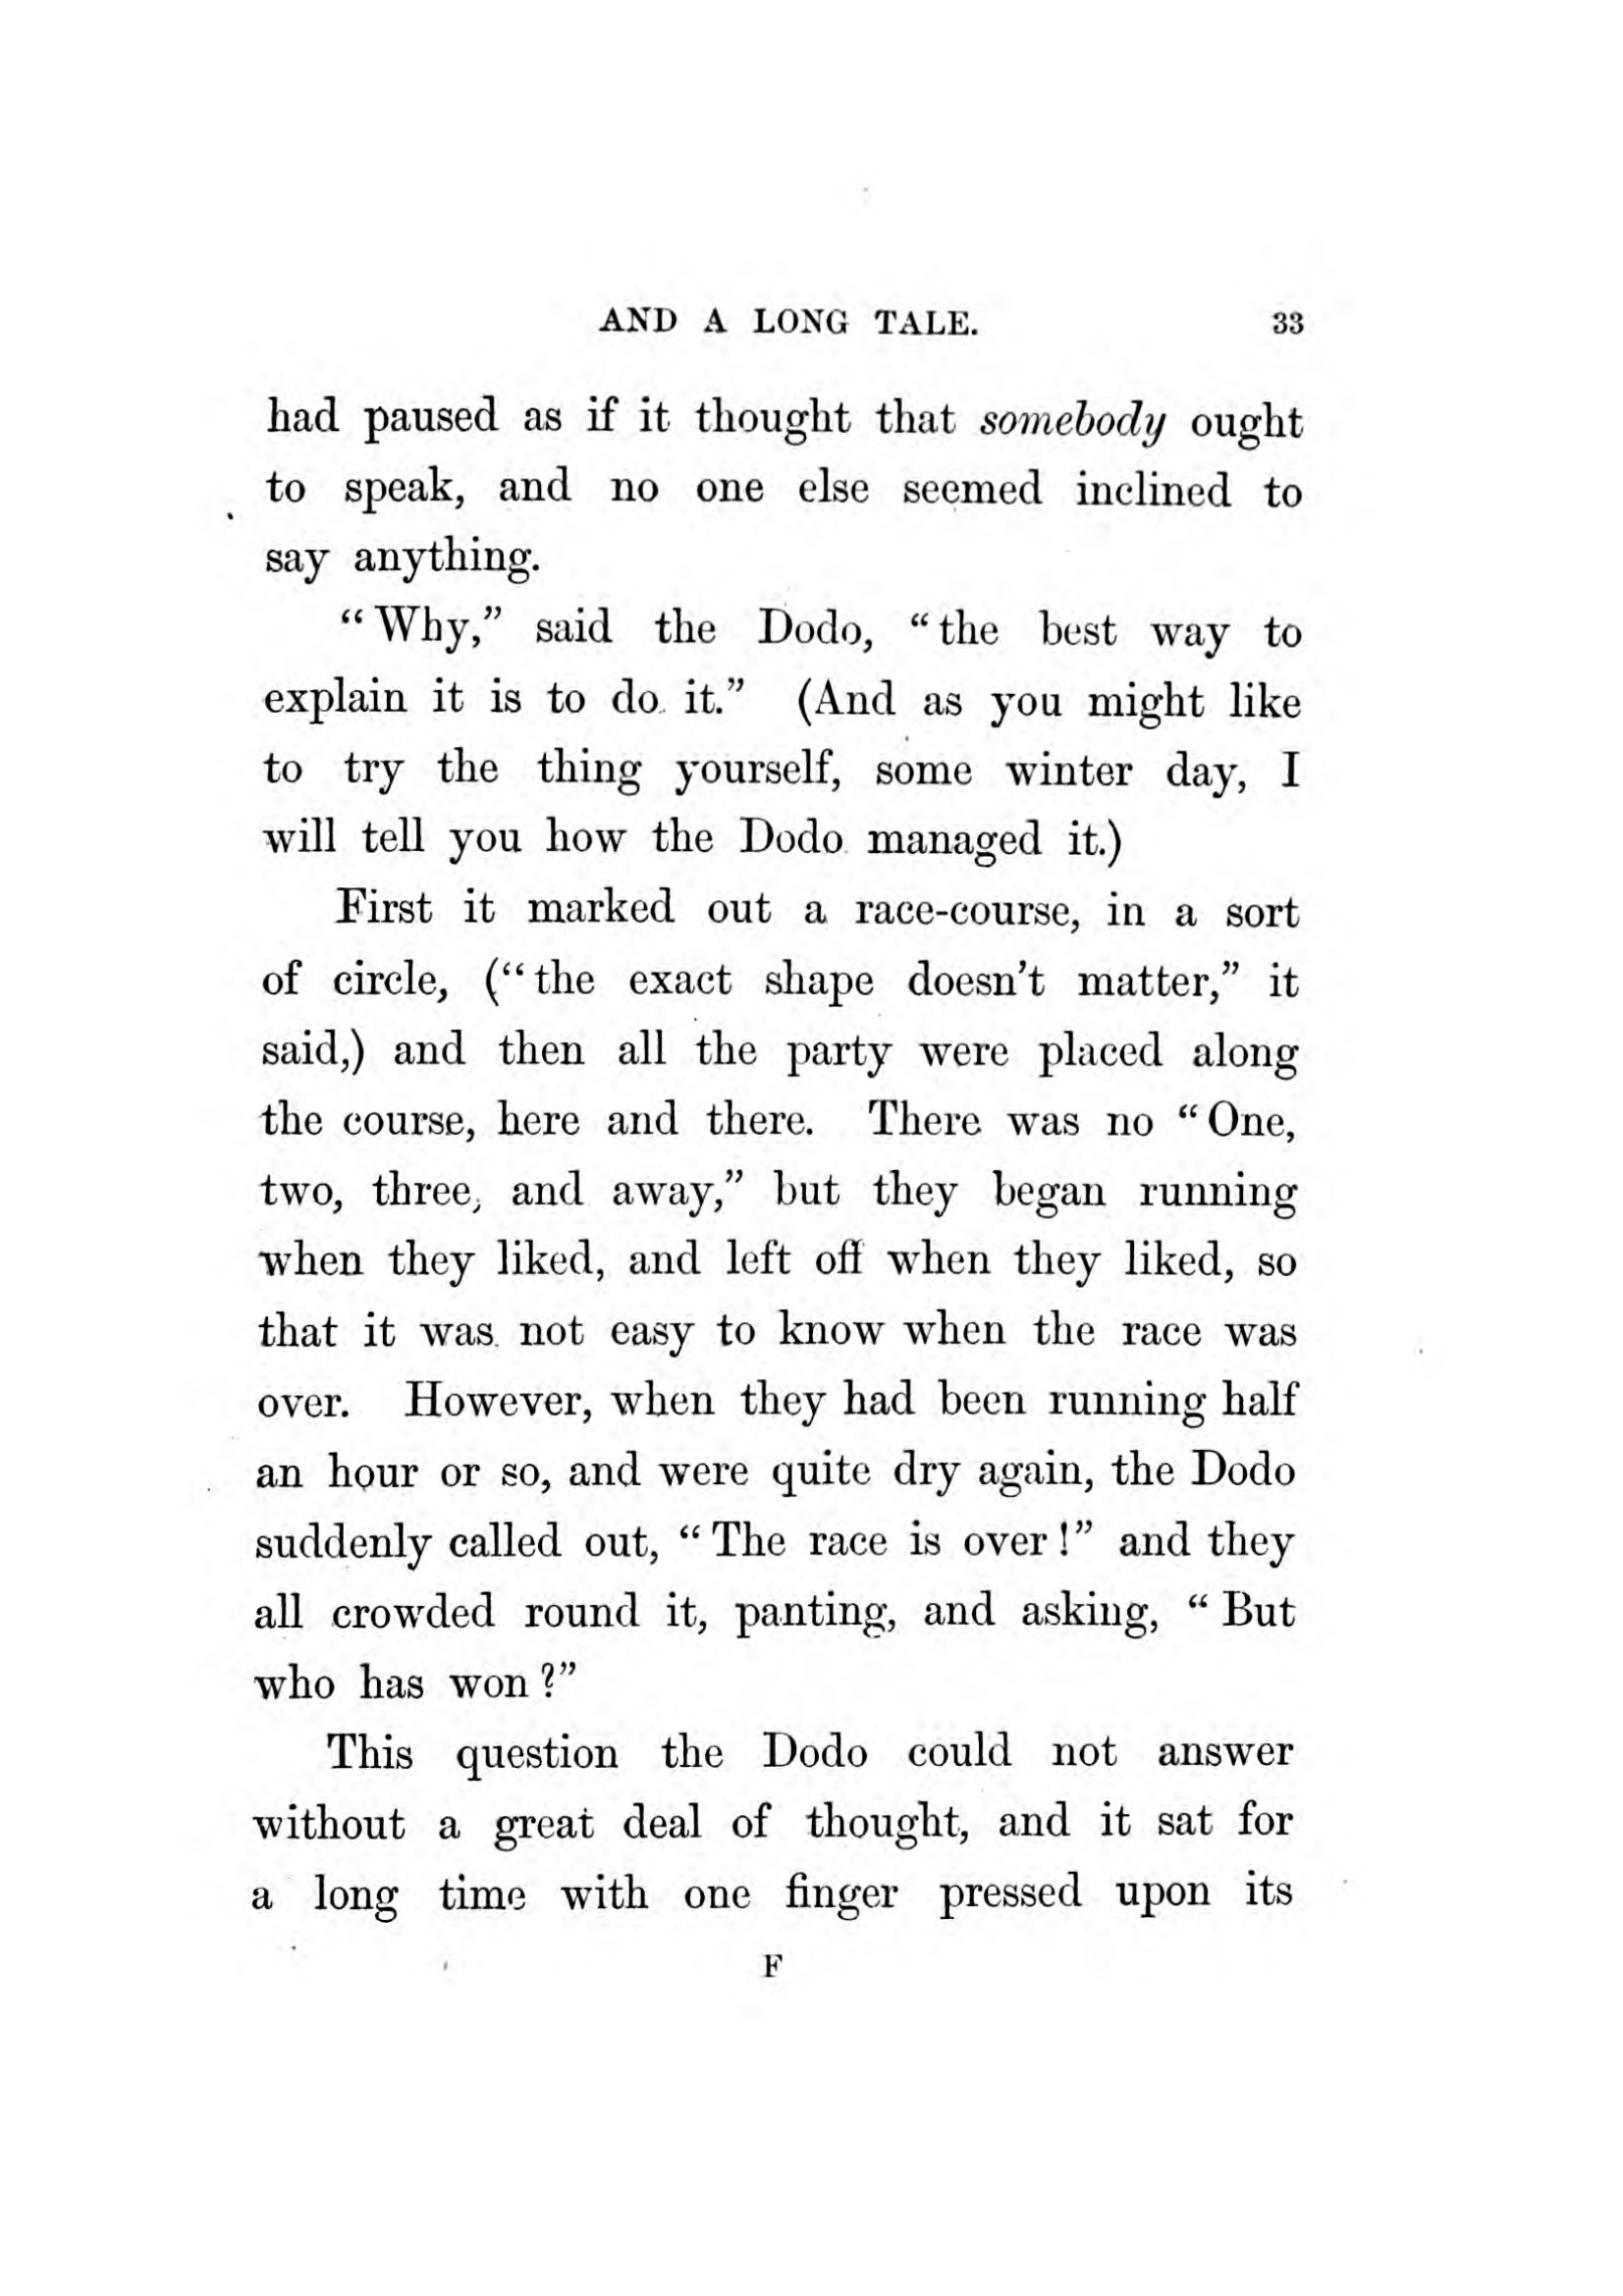 AND A LONG TALE. 33
had paused as if it thought that somebody ought
to speak, and no one else seemed inclined to
say anything.
“Why,” said the Dodo, “the best way to
explain it is to do it.” (And as you might like
to try the thing yourself, some winter day, I
will tell you how the Dodo managed it.)
First it marked out a race-course, in a sort
of circle, (“the exact shape doesn’t matter,” it
said,) and then all the party were placed along
the course, here and there. There was no “One,
two, three, and away,” but they began running
when they liked, and left off when they liked, so
that it was not easy to know when the race was
over. However, when they had been running half
an hour or so, and were quite dry again, the Dodo
suddenly called out, “The race is over!” and they
all crowded round it, panting, and asking, “But
who has won?”
This question the Dodo could not answer
without a great deal of thought, and it sat for
a long time with one finger pressed upon its
F